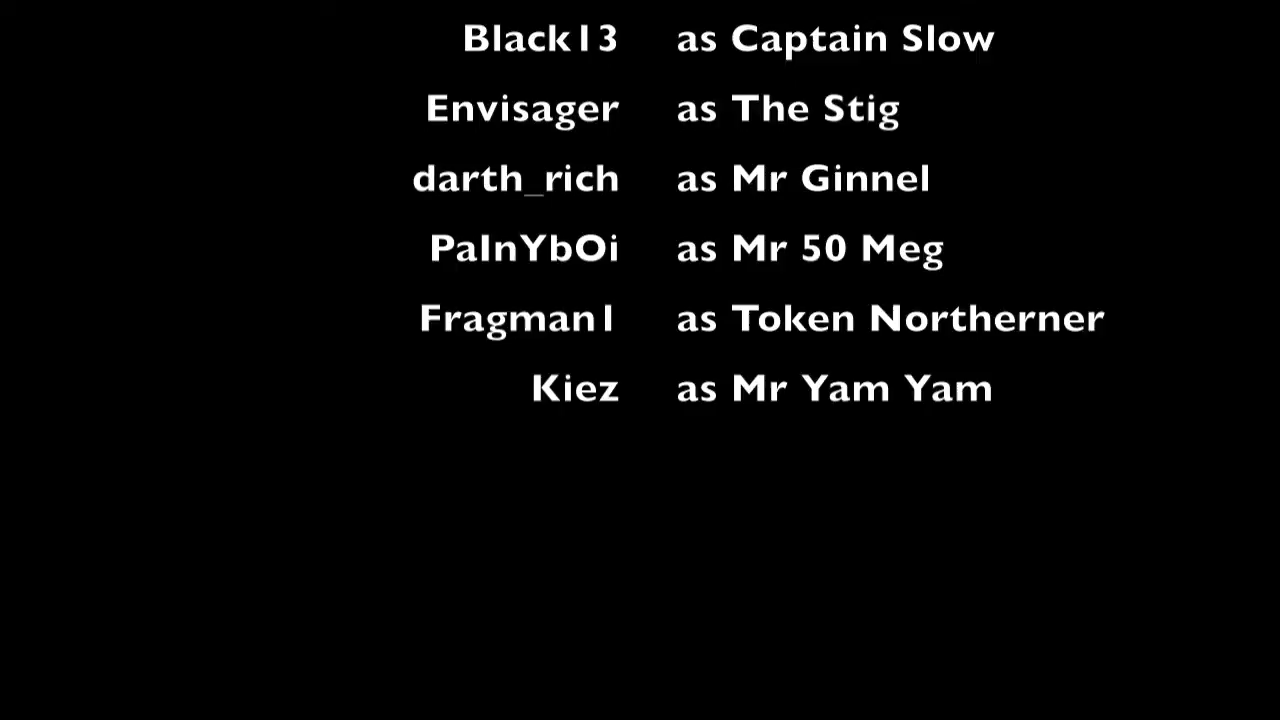 Black13 as Captain Slow
Envisager as The Stig
darth_rich as Mr Ginnel
PaInYbOi as Mr 50 Meg
Fragman1 as Token Northerner
Kiez as Mr Yam Yam